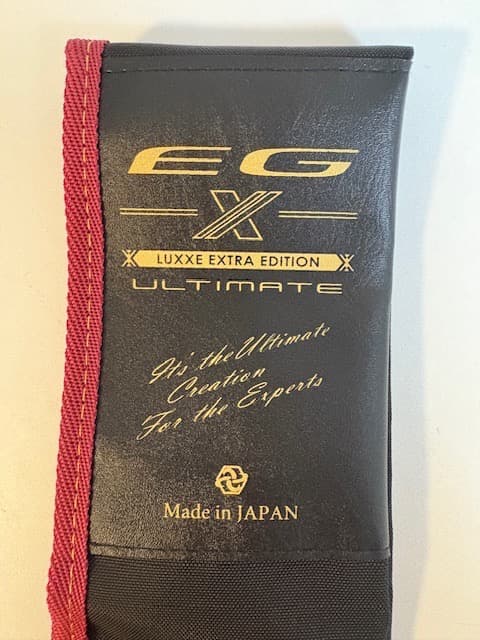 EG
X
LUXXE EXTRA EDITION
ULTIMATE
It's the Ultimate
Creation
For the Experts
Made in JAPAN